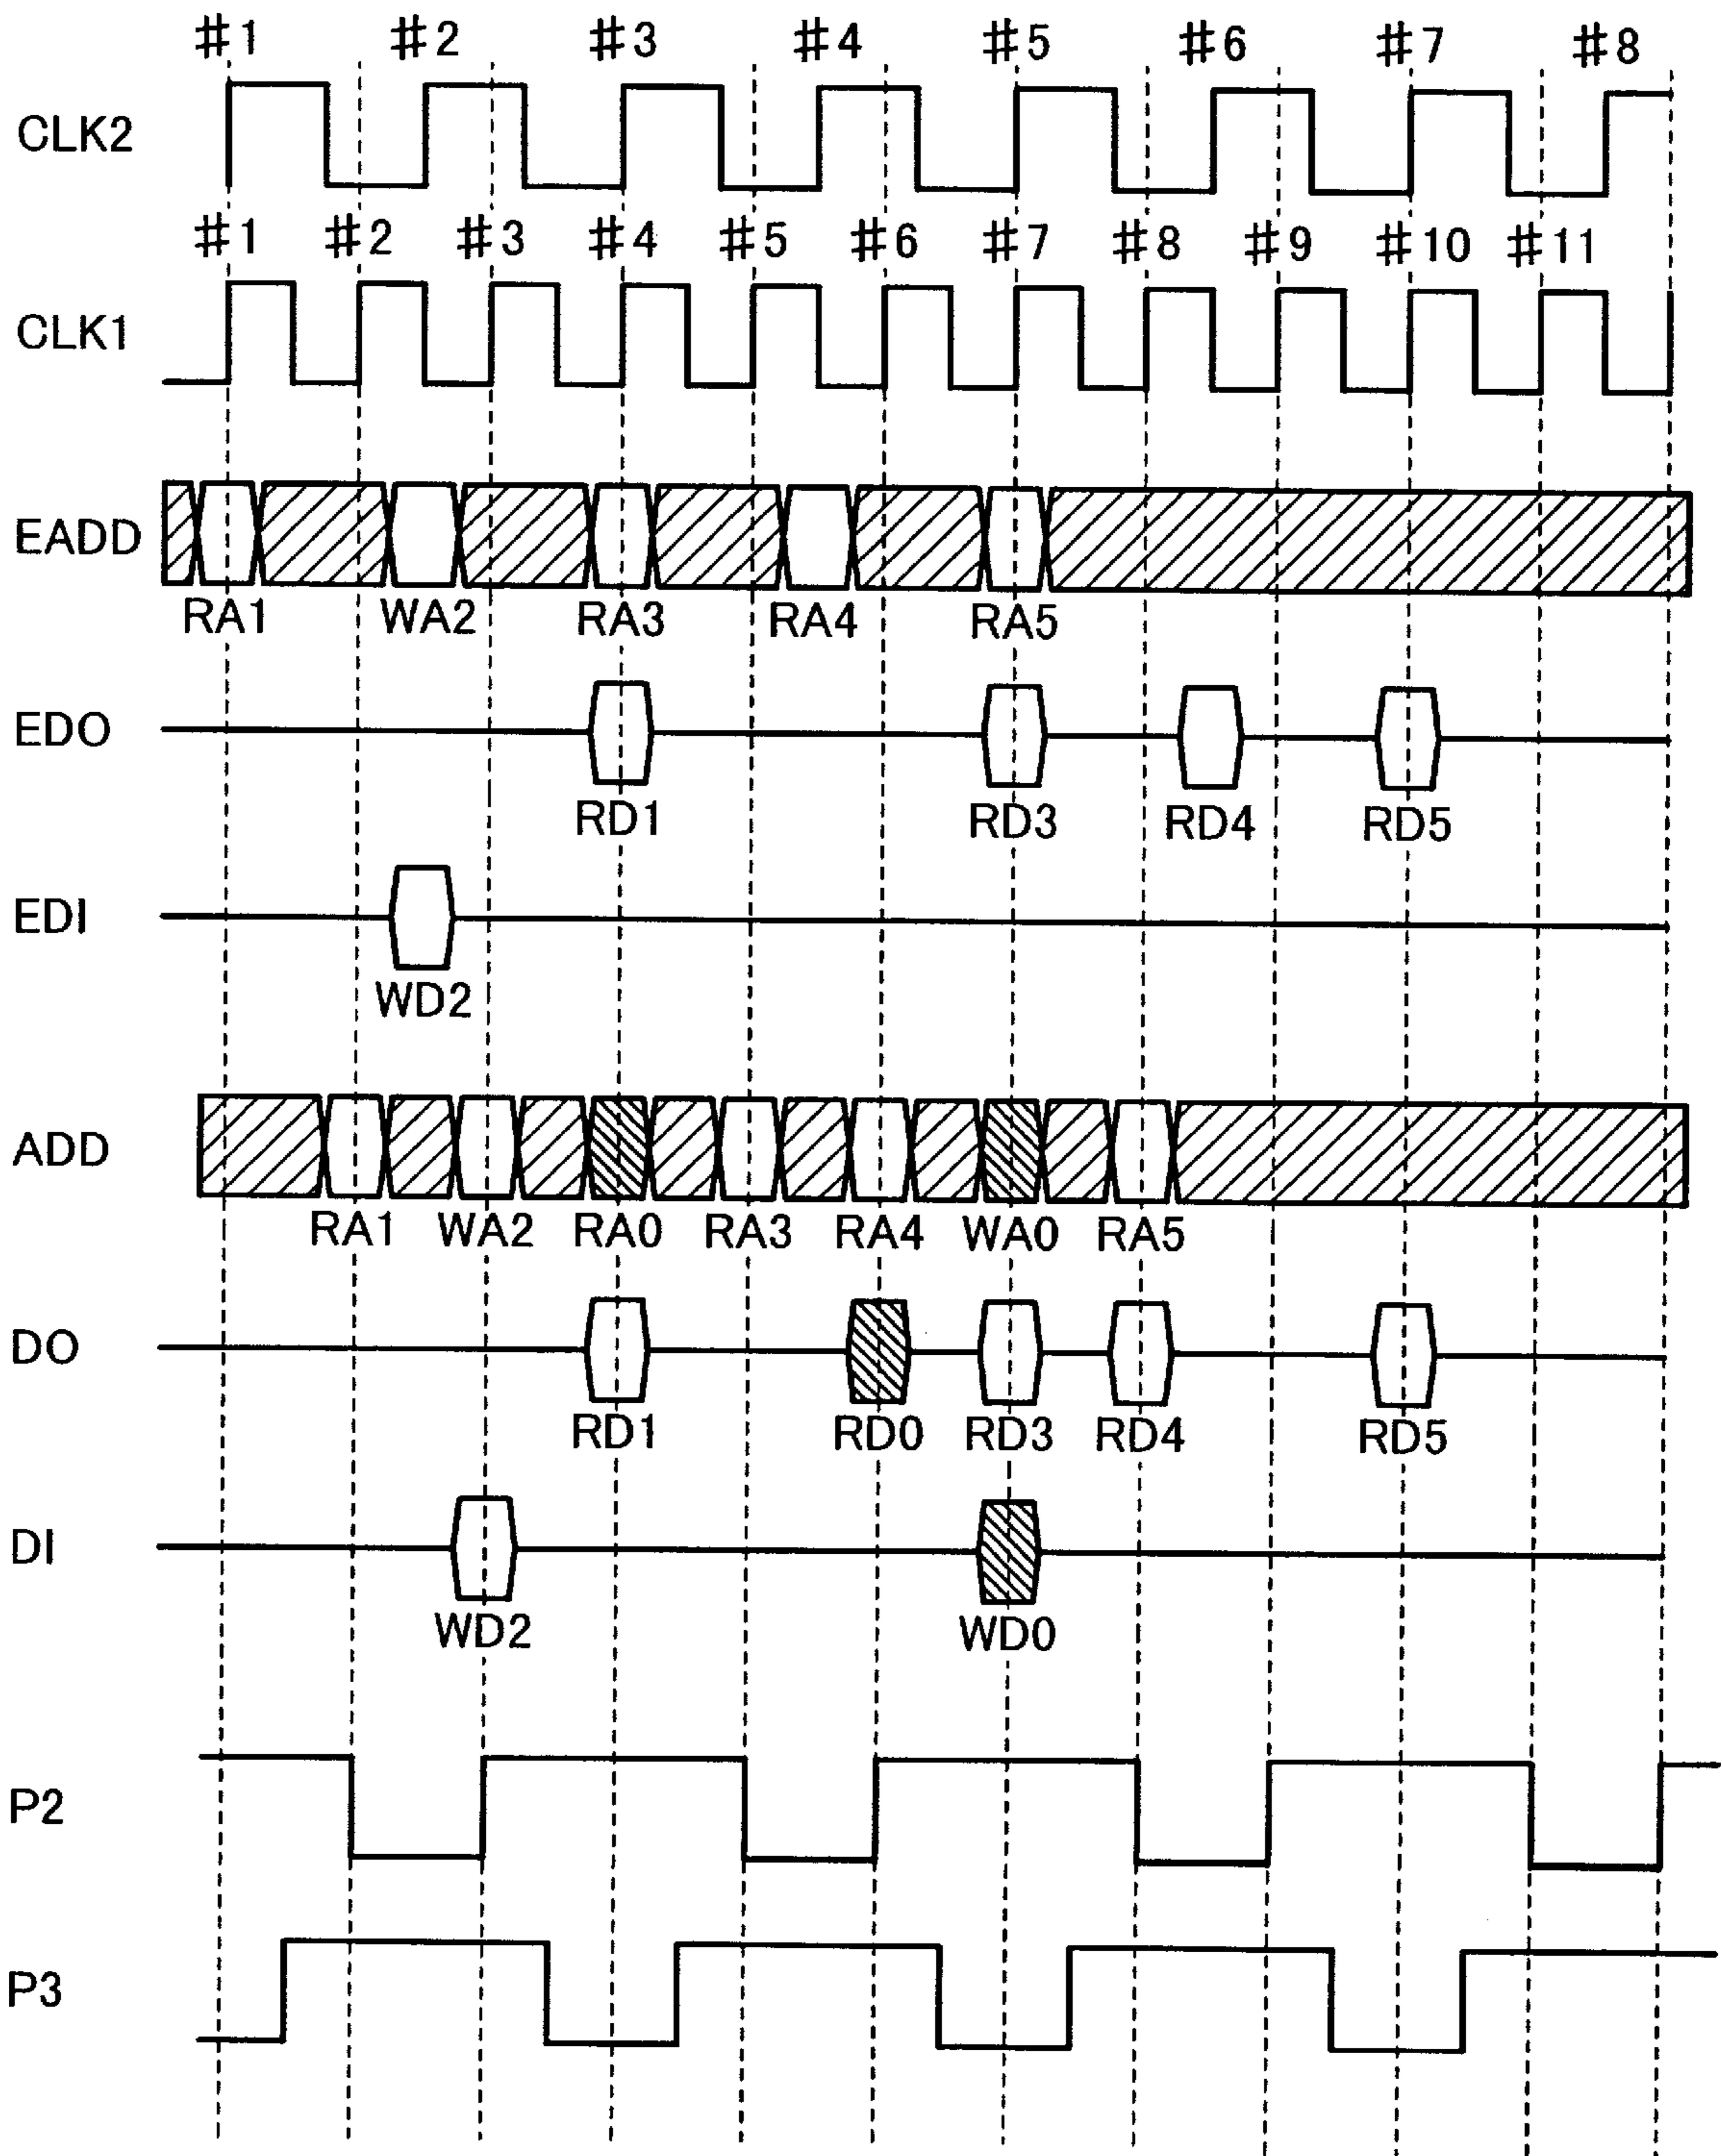 #1 #2 #3 #4 #5 #6 #7 #8
CLK2
#1 #2 #3 #4 #5 #6 #7 #8 #9 #10 #11
CLK1
EADD
RA1 WA2 RA3 RA4 RA5
EDO
RD1 RD3 RD4 RD5
EDI
WD2
ADD
RA1 WA2 RA0 RA3 RA4 WA0 RA5
DO
RD1 RD0 RD3 RD4 RD5
DI
WD2 WD0
P2
P3